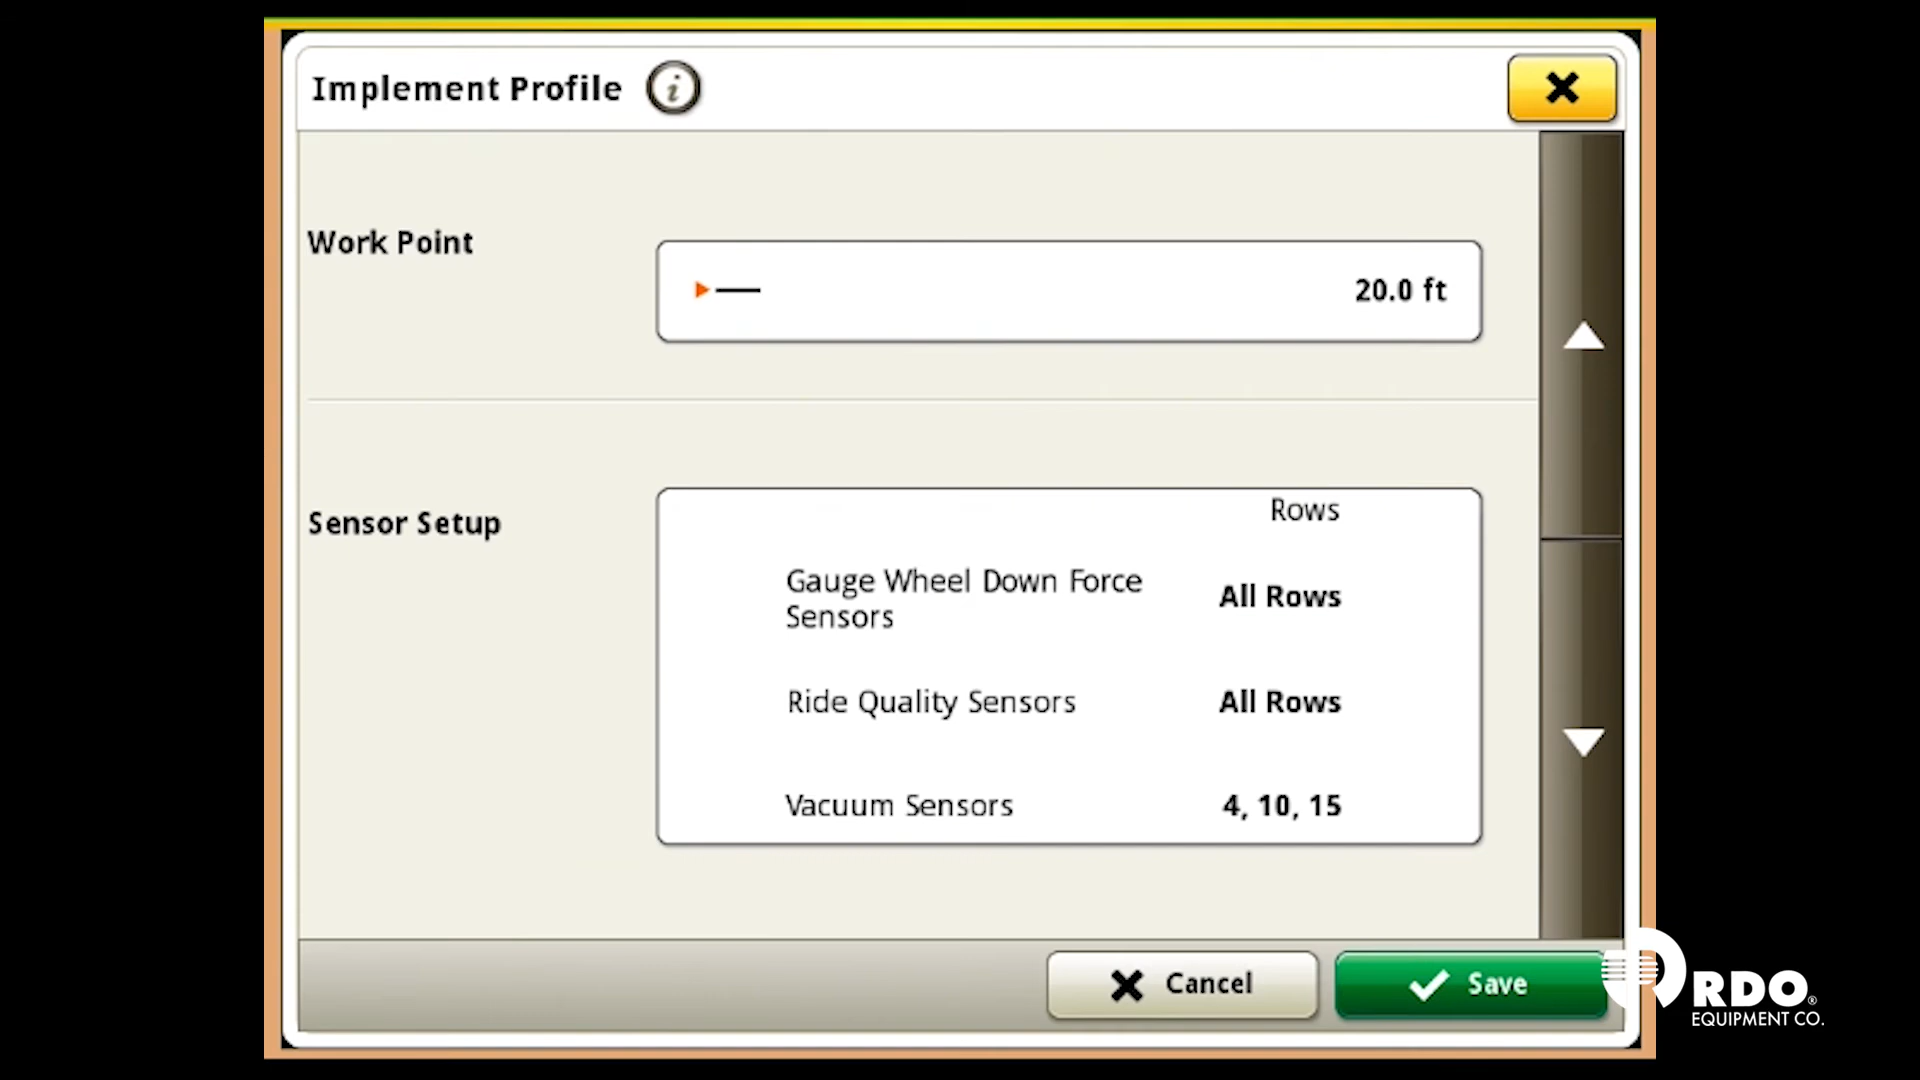 Implement Profile
Work Point
20.0 ft
Sensor Setup
Rows
Gauge Wheel Down Force
Sensors
All Rows
Ride Quality Sensors All Rows
Vacuum Sensors 4, 10, 15
Cancel
Save
RDO®
EQUIPMENT CO.